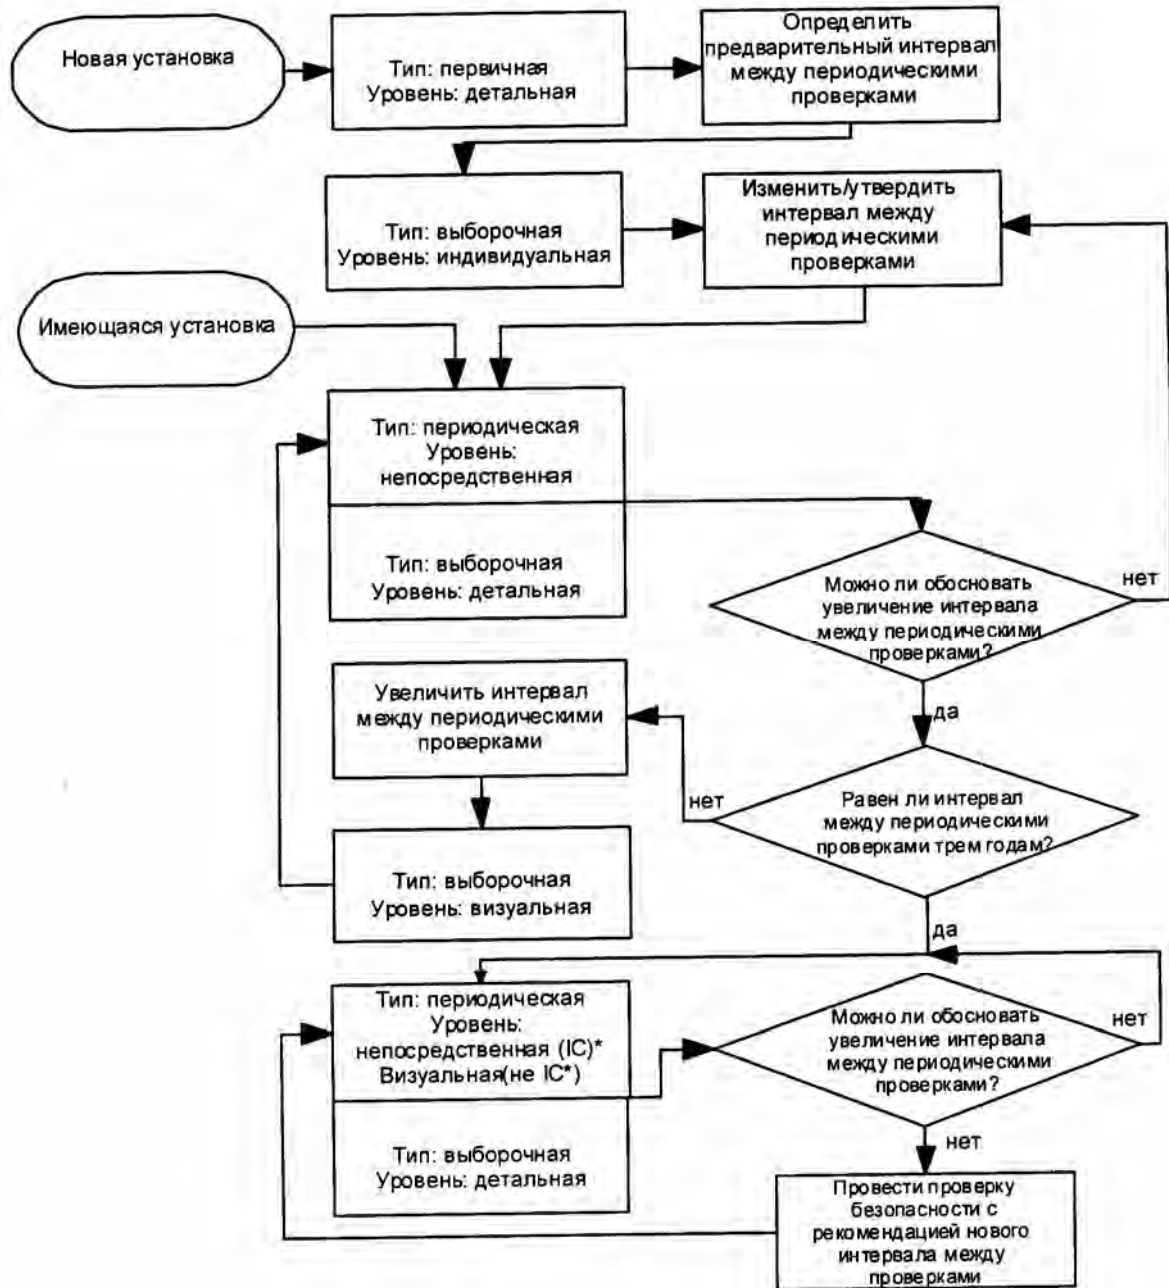 Новая установка
Тип: первичная
Уровень: детальная
Определить
предварительный интервал
между периодическими
проверками
Тип: выборочная
Уровень: индивидуальная
Изменить/утвердить
интервал между
периодическими
проверками
Имеющаяся установка
Тип: периодическая
Уровень:
непосредственная
Тип: выборочная
Уровень: детальная
Можно ли обосновать
увеличение интервала
между периодическими
проверками?
нет
да
Увеличить интервал
между периодическими
проверками
нет
Равен ли интервал
между периодическими
проверками трем годам?
Тип: выборочная
Уровень: визуальная
да
Тип: периодическая
Уровень:
непосредственная (IC)*
Визуальная(не IC*)
Тип: выборочная
Уровень: детальная
Можно ли обосновать
увеличение интервала
между периодическими
проверками?
нет
нет
Провести проверку
безопасности с
рекомендацией нового
интервала между
проверками